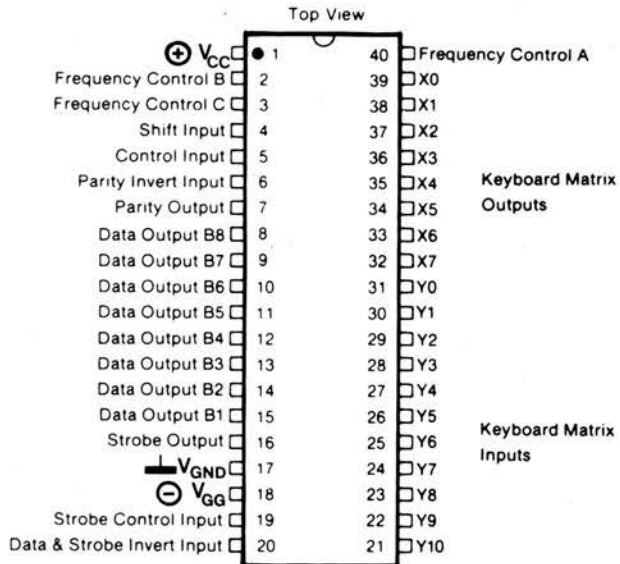 Top View
⊕ VCC 1 40 Frequency Control A
Frequency Control B 2 39 X0
Frequency Control C 3 38 X1
Shift Input 4 37 X2
Control Input 5 36 X3
Parity Invert Input 6 35 X4
Parity Output 7 34 X5
Data Output B8 8 33 X6
Data Output B7 9 32 X7
Data Output B6 10 31 Y0
Data Output B5 11 30 Y1
Data Output B4 12 29 Y2
Data Output B3 13 28 Y3
Data Output B2 14 27 Y4
Data Output B1 15 26 Y5
Strobe Output 16 25 Y6
VGND 17 24 Y7
⊖ VGG 18 23 Y8
Strobe Control Input 19 22 Y9
Data & Strobe Invert Input 20 21 Y10
Keyboard Matrix
Outputs
Keyboard Matrix
Inputs